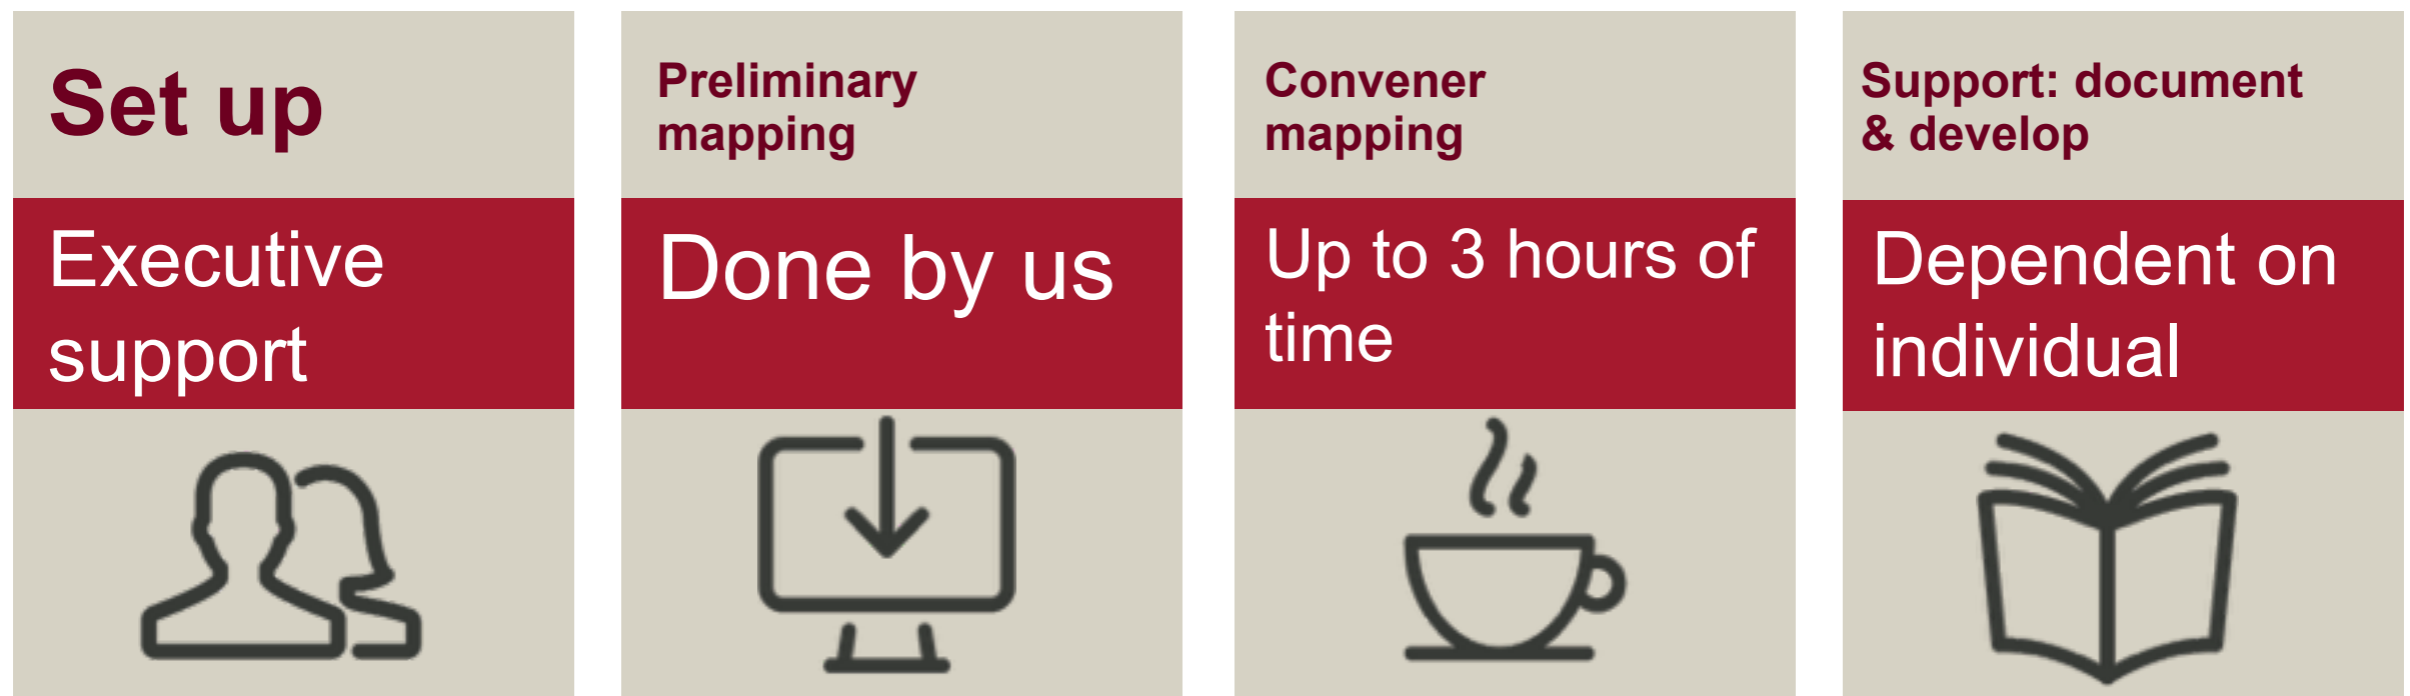 Set up
Executive
support
Preliminary
mapping
Done by us
Convener
mapping
Up to 3 hours of
time
Support: document
& develop
Dependent on
individual